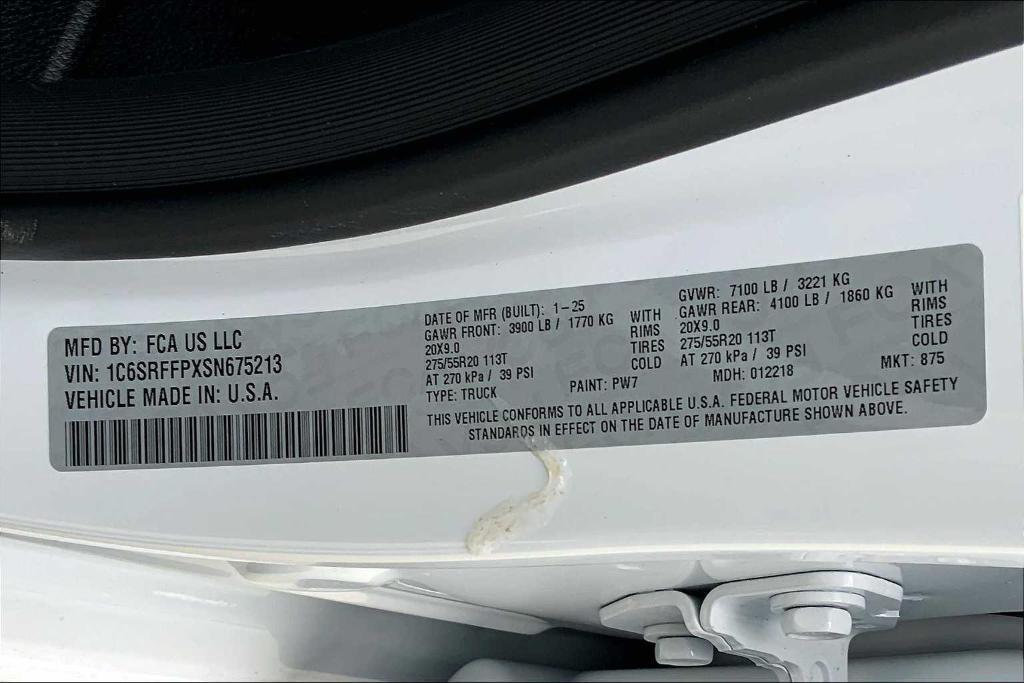 MFD BY: FCA US LLC
VIN: 1C6SRFFPXSN675213
VEHICLE MADE IN: U.S.A.
DATE OF MFR (BUILT): 1-25
GAWR FRONT: 3900 LB / 1770 KG WITH
20X9.0 RIMS
275/55R20 113T TIRES
AT 270 kPa / 39 PSI COLD
TYPE: TRUCK PAINT: PW7
GVWR: 7100 LB / 3221 KG
GAWR REAR: 4100 LB / 1860 KG WITH
20X9.0 RIMS
275/55R20 113T TIRES
AT 270 kPa / 39 PSI COLD
MDH: 012218 MKT: 875
THIS VEHICLE CONFORMS TO ALL APPLICABLE U.S.A. FEDERAL MOTOR VEHICLE SAFETY
STANDARDS IN EFFECT ON THE DATE OF MANUFACTURE SHOWN ABOVE.